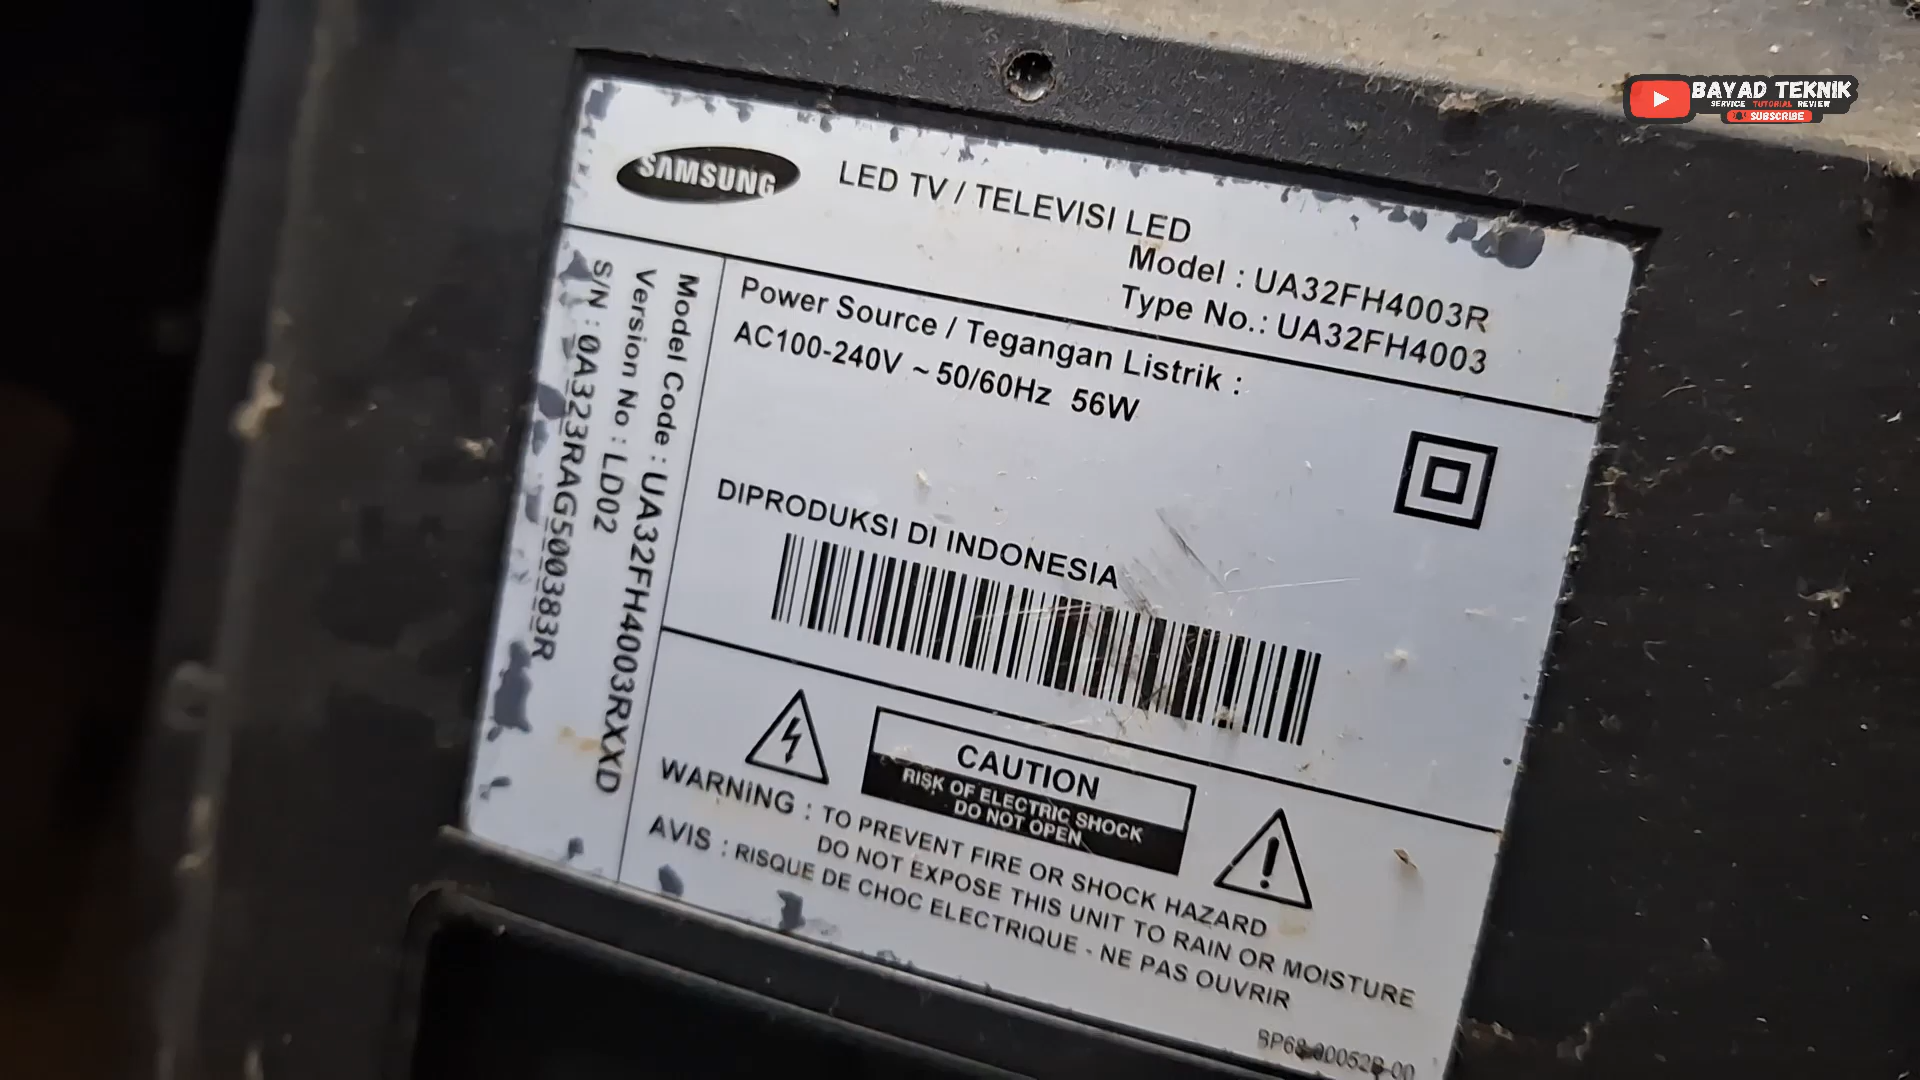 SAMSUNG
LED TV / TELEVISI LED
Model : UA32FH4003R
Type No.: UA32FH4003
Power Source / Tegangan Listrik :
AC100-240V ~ 50/60Hz 56W
DIPRODUKSI DI INDONESIA
Model Code : UA32FH4003RXXD
Version No : LD02
S/N : 0A323RAG500383R
CAUTION
RISK OF ELECTRIC SHOCK
DO NOT OPEN
WARNING : TO PREVENT FIRE OR SHOCK HAZARD
DO NOT EXPOSE THIS UNIT TO RAIN OR MOISTURE
AVIS : RISQUE DE CHOC ELECTRIQUE - NE PAS OUVRIR
BAYAD TEKNIK
SERVICE TUTORIAL REVIEW
SUBSCRIBE